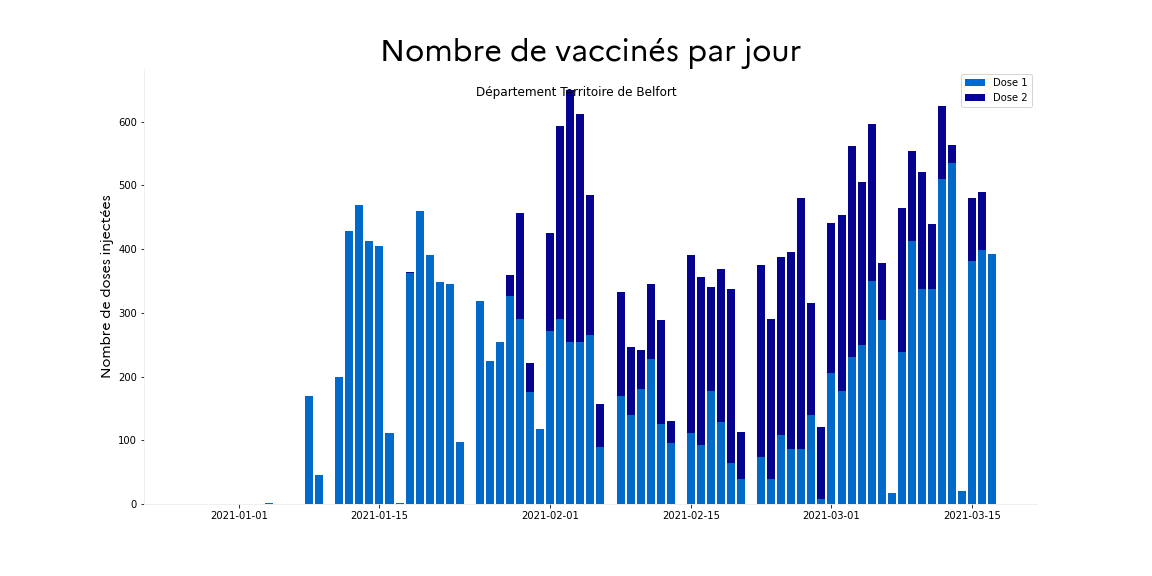 Nombre de vaccinés par jour
Département Territoire de Belfort
Dose 1
Dose 2
Nombre de doses injectées
600
500
400
300
200
100
0
2021-01-01
2021-01-15
2021-02-01
2021-02-15
2021-03-01
2021-03-15